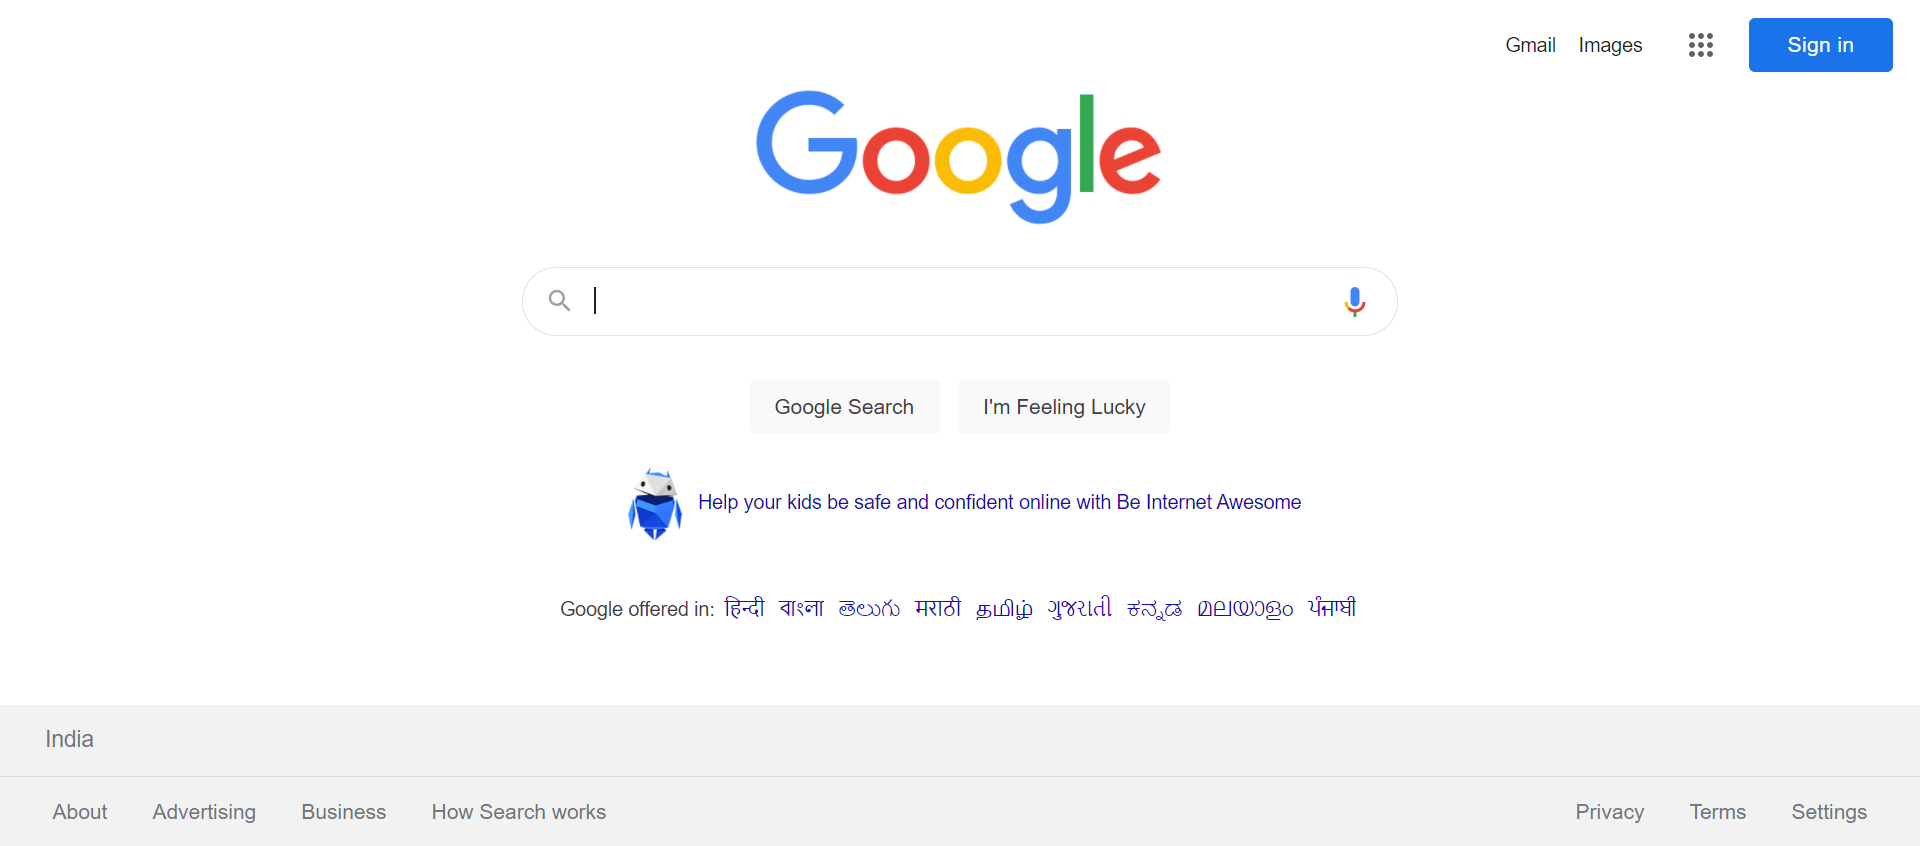 Gmail Images Sign in
Google
Google Search I'm Feeling Lucky
Help your kids be safe and confident online with Be Internet Awesome
Google offered in: हिन्दी বাংলা తెలుగు मराठी தமிழ் ગુજરાતી ಕನ್ನಡ മലയാളം ਪੰਜਾਬੀ
India
About Advertising Business How Search works Privacy Terms Settings